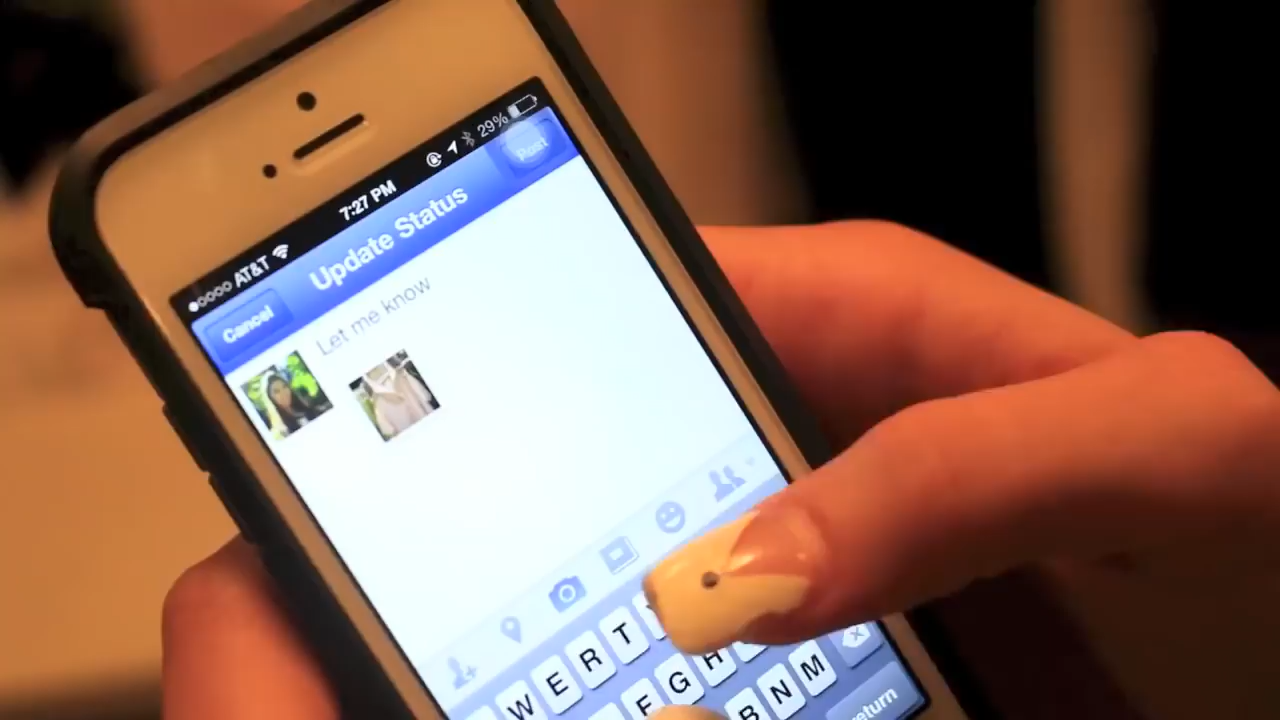 AT&T 7:27 PM 29%
Cancel Update Status Post
Let me know
W E R T
F G H
B N M
return